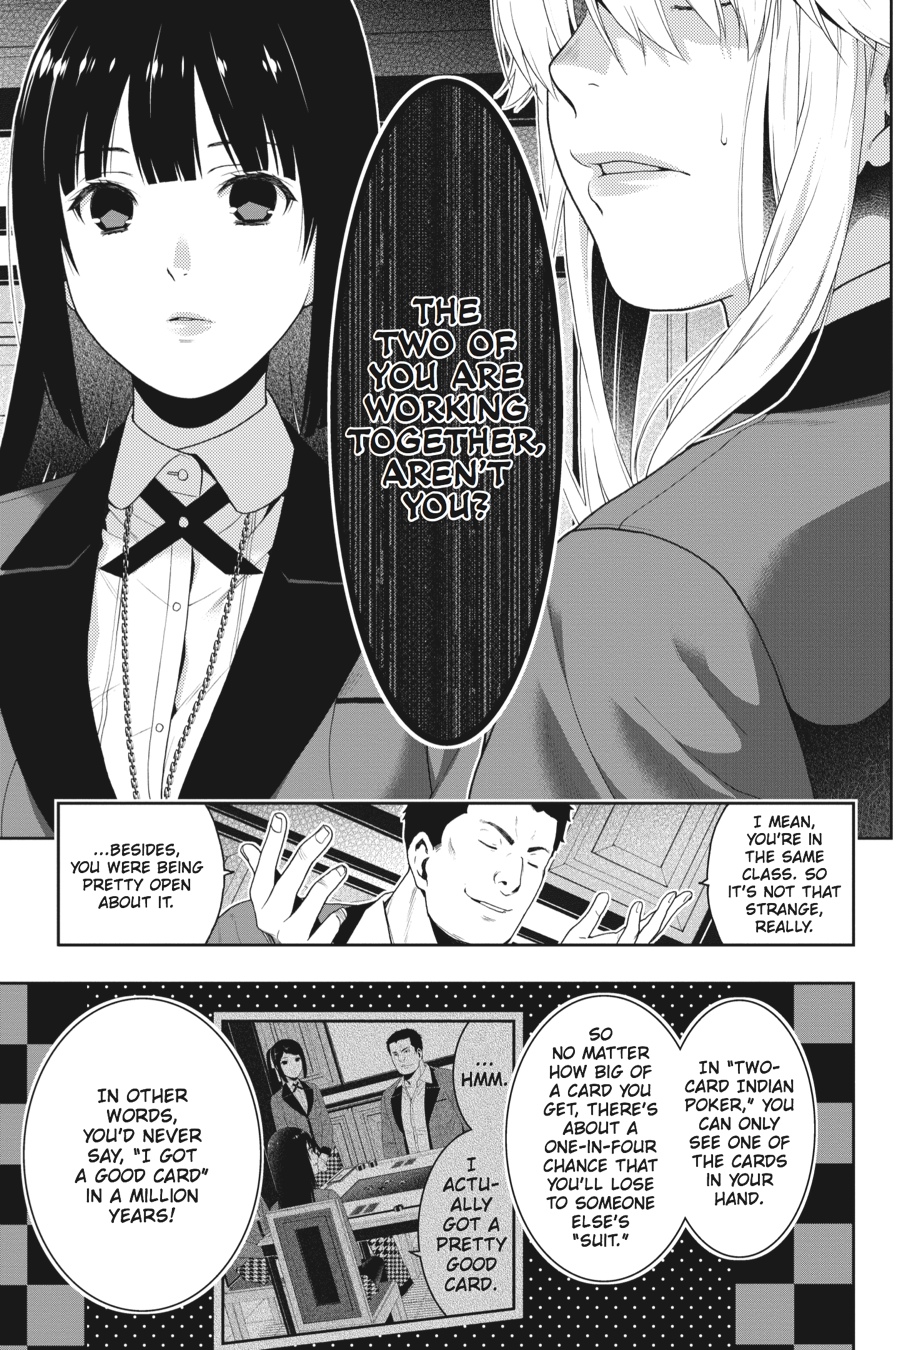 THE
TWO OF
YOU ARE
WORKING
TOGETHER,
AREN'T
YOU?
I MEAN,
YOU'RE IN
THE SAME
CLASS. SO
IT'S NOT THAT
STRANGE,
REALLY.
...BESIDES,
YOU WERE BEING
PRETTY OPEN
ABOUT IT.
IN "TWO-
CARD INDIAN
POKER," YOU
CAN ONLY
SEE ONE OF
THE CARDS
IN YOUR
HAND.
SO
NO MATTER
HOW BIG OF
A CARD YOU
GET, THERE'S
ABOUT A
ONE-IN-FOUR
CHANCE THAT
YOU'LL LOSE
TO SOMEONE
ELSE'S
"SUIT."
...
HMM.
I
ACTU-
ALLY
GOT A
PRETTY
GOOD
CARD.
IN OTHER
WORDS,
YOU'D NEVER
SAY, "I GOT
A GOOD CARD"
IN A MILLION
YEARS!